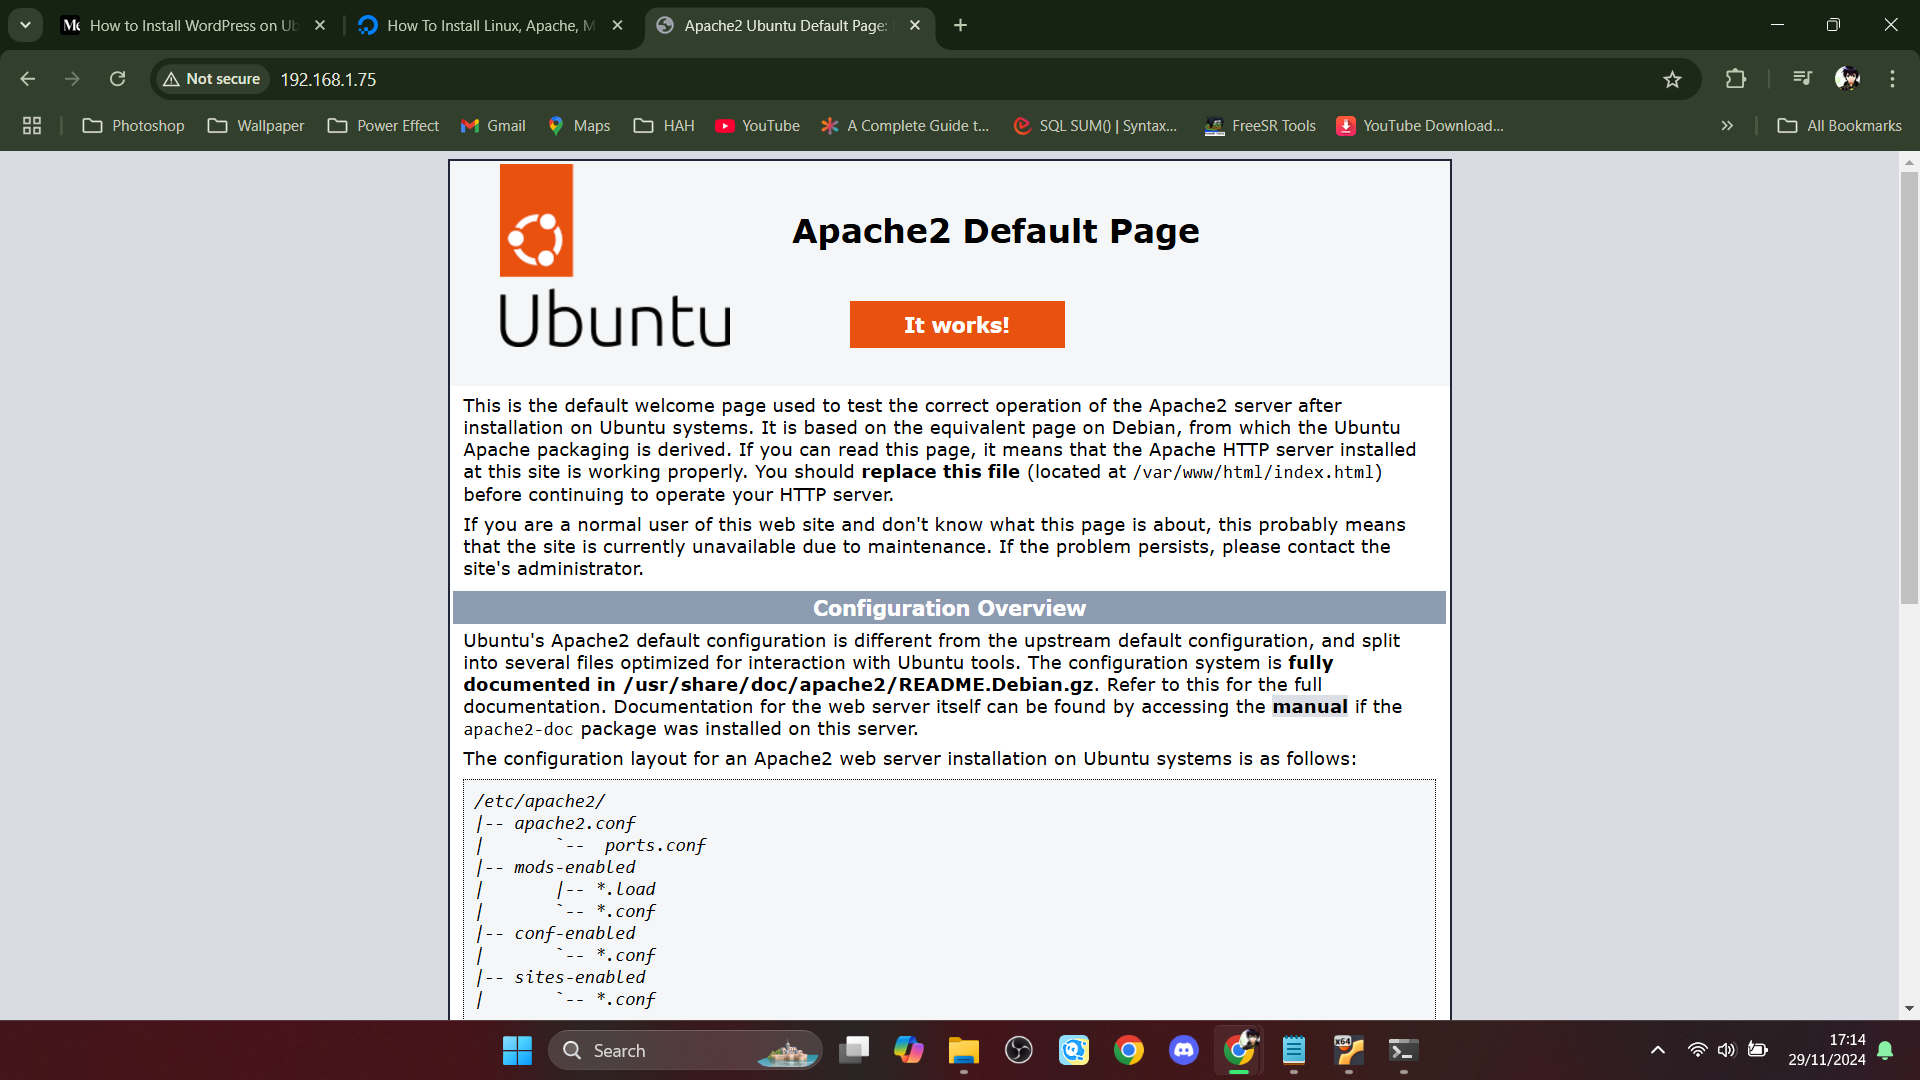 How to Install WordPress on Ub
How To Install Linux, Apache, M
Apache2 Ubuntu Default Page:
Not secure
192.168.1.75
Photoshop
Wallpaper
Power Effect
Gmail
Maps
HAH
YouTube
A Complete Guide t...
SQL SUM() | Syntax...
FreeSR Tools
YouTube Download...
All Bookmarks
Ubuntu
Apache2 Default Page
It works!
This is the default welcome page used to test the correct operation of the Apache2 server after
installation on Ubuntu systems. It is based on the equivalent page on Debian, from which the Ubuntu
Apache packaging is derived. If you can read this page, it means that the Apache HTTP server installed
at this site is working properly. You should replace this file (located at /var/www/html/index.html)
before continuing to operate your HTTP server.
If you are a normal user of this web site and don't know what this page is about, this probably means
that the site is currently unavailable due to maintenance. If the problem persists, please contact the
site's administrator.
Configuration Overview
Ubuntu's Apache2 default configuration is different from the upstream default configuration, and split
into several files optimized for interaction with Ubuntu tools. The configuration system is fully
documented in /usr/share/doc/apache2/README.Debian.gz. Refer to this for the full
documentation. Documentation for the web server itself can be found by accessing the manual if the
apache2-doc package was installed on this server.
The configuration layout for an Apache2 web server installation on Ubuntu systems is as follows:
/etc/apache2/
|-- apache2.conf
|       `--  ports.conf
|-- mods-enabled
|       |-- *.load
|       `-- *.conf
|-- conf-enabled
|       `-- *.conf
|-- sites-enabled
|       `-- *.conf
Search
x64
17:14
29/11/2024